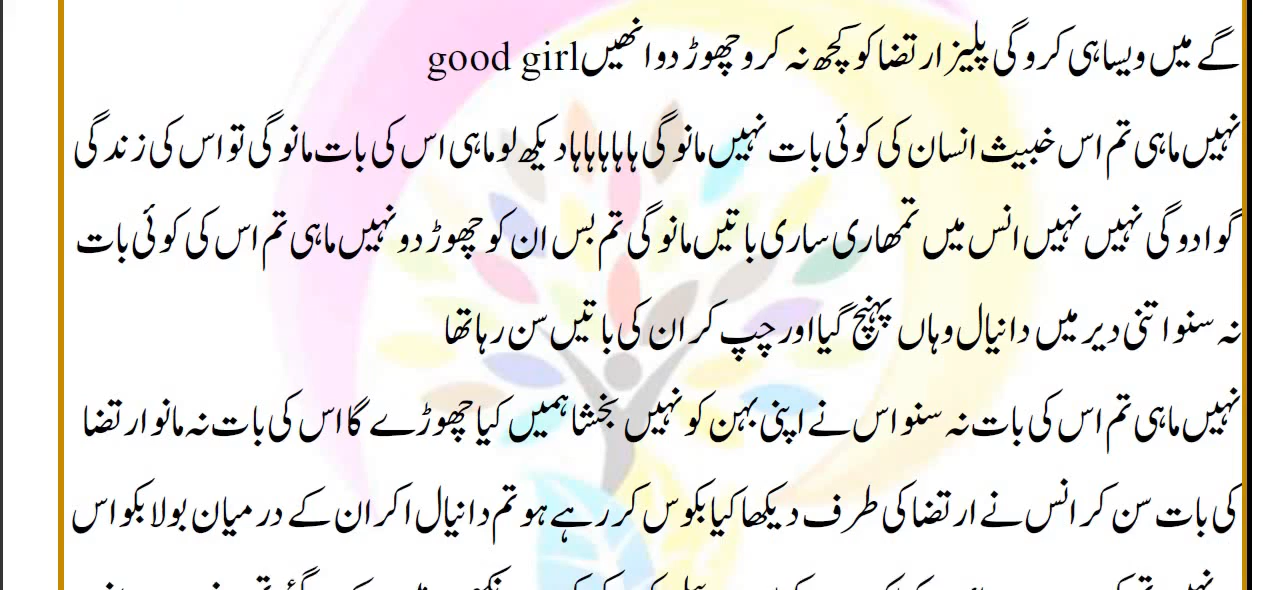 گے میں ویسا ہی کروگی پلیز ارتضا کو کچھ نہ کرو چھوڑ دو انھیں good girl
نہیں ماہی تم اس خبیث انسان کی کوئی بات نہیں مانو گی ہاہاہاہاہا دیکھ لو ماہی اس کی بات مانو گی تو اس کی زندگی
گوا دو گی نہیں نہیں انس میں تمھاری ساری باتیں مانو گی تم بس ان کو چھوڑ دو نہیں ماہی تم اس کی کوئی بات
نہ سنو اتنی دیر میں دانیال وہاں پہنچ گیا اور چپ کر ان کی باتیں سن رہا تھا
نہیں ماہی تم اس کی بات نہ سنو اس نے اپنی بہن کو نہیں بخشا ہمیں کیا چھوڑے گا اس کی بات نہ مانو ارتضا
کی بات سن کر انس نے ارتضا کی طرف دیکھا کیا بکوس کر رہے ہو تم دانیال اکر ان کے درمیان بولا بکواس